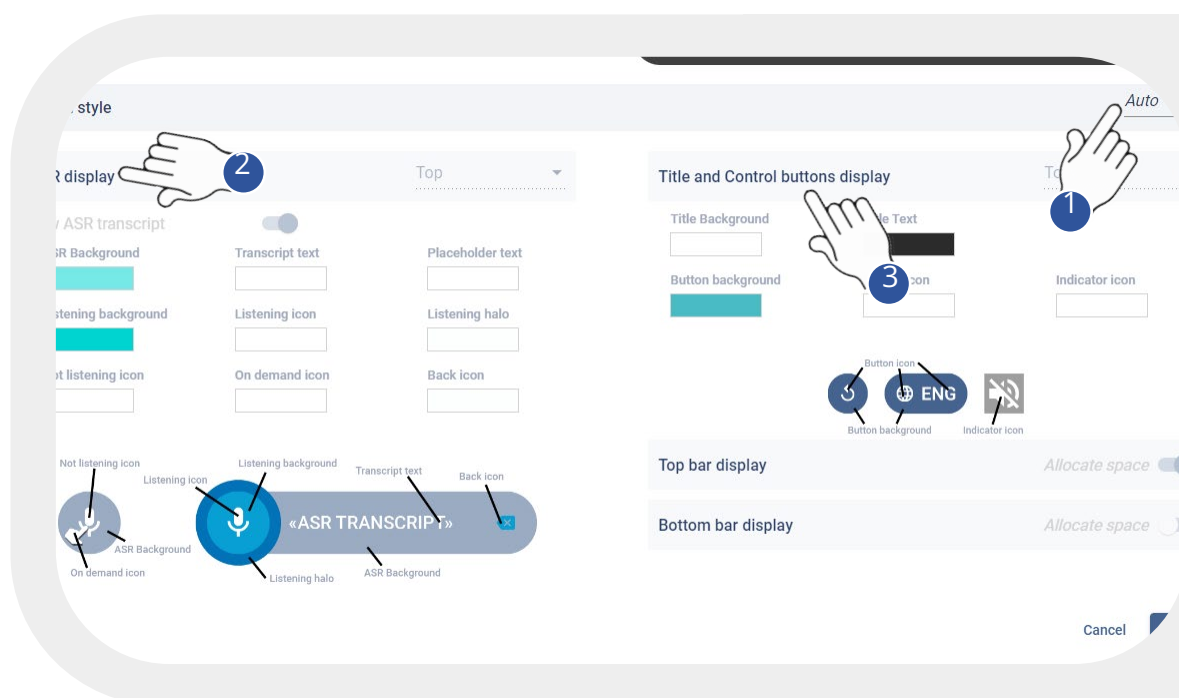 style
Auto
display
2
Top
Title and Control buttons display
1
ASR transcript
Title Background
Text
Background
Transcript text
Placeholder text
Button background
3
Indicator icon
background
Listening icon
Listening halo
listening icon
On demand icon
Back icon
Button icon
ENG
Button background
Indicator icon
Not listening icon
Listening icon
Listening background
Transcript text
Back icon
«ASR TRANSCRIPT»
ASR Background
On demand icon
Listening halo
ASR Background
Top bar display
Allocate space
Bottom bar display
Allocate space
Cancel